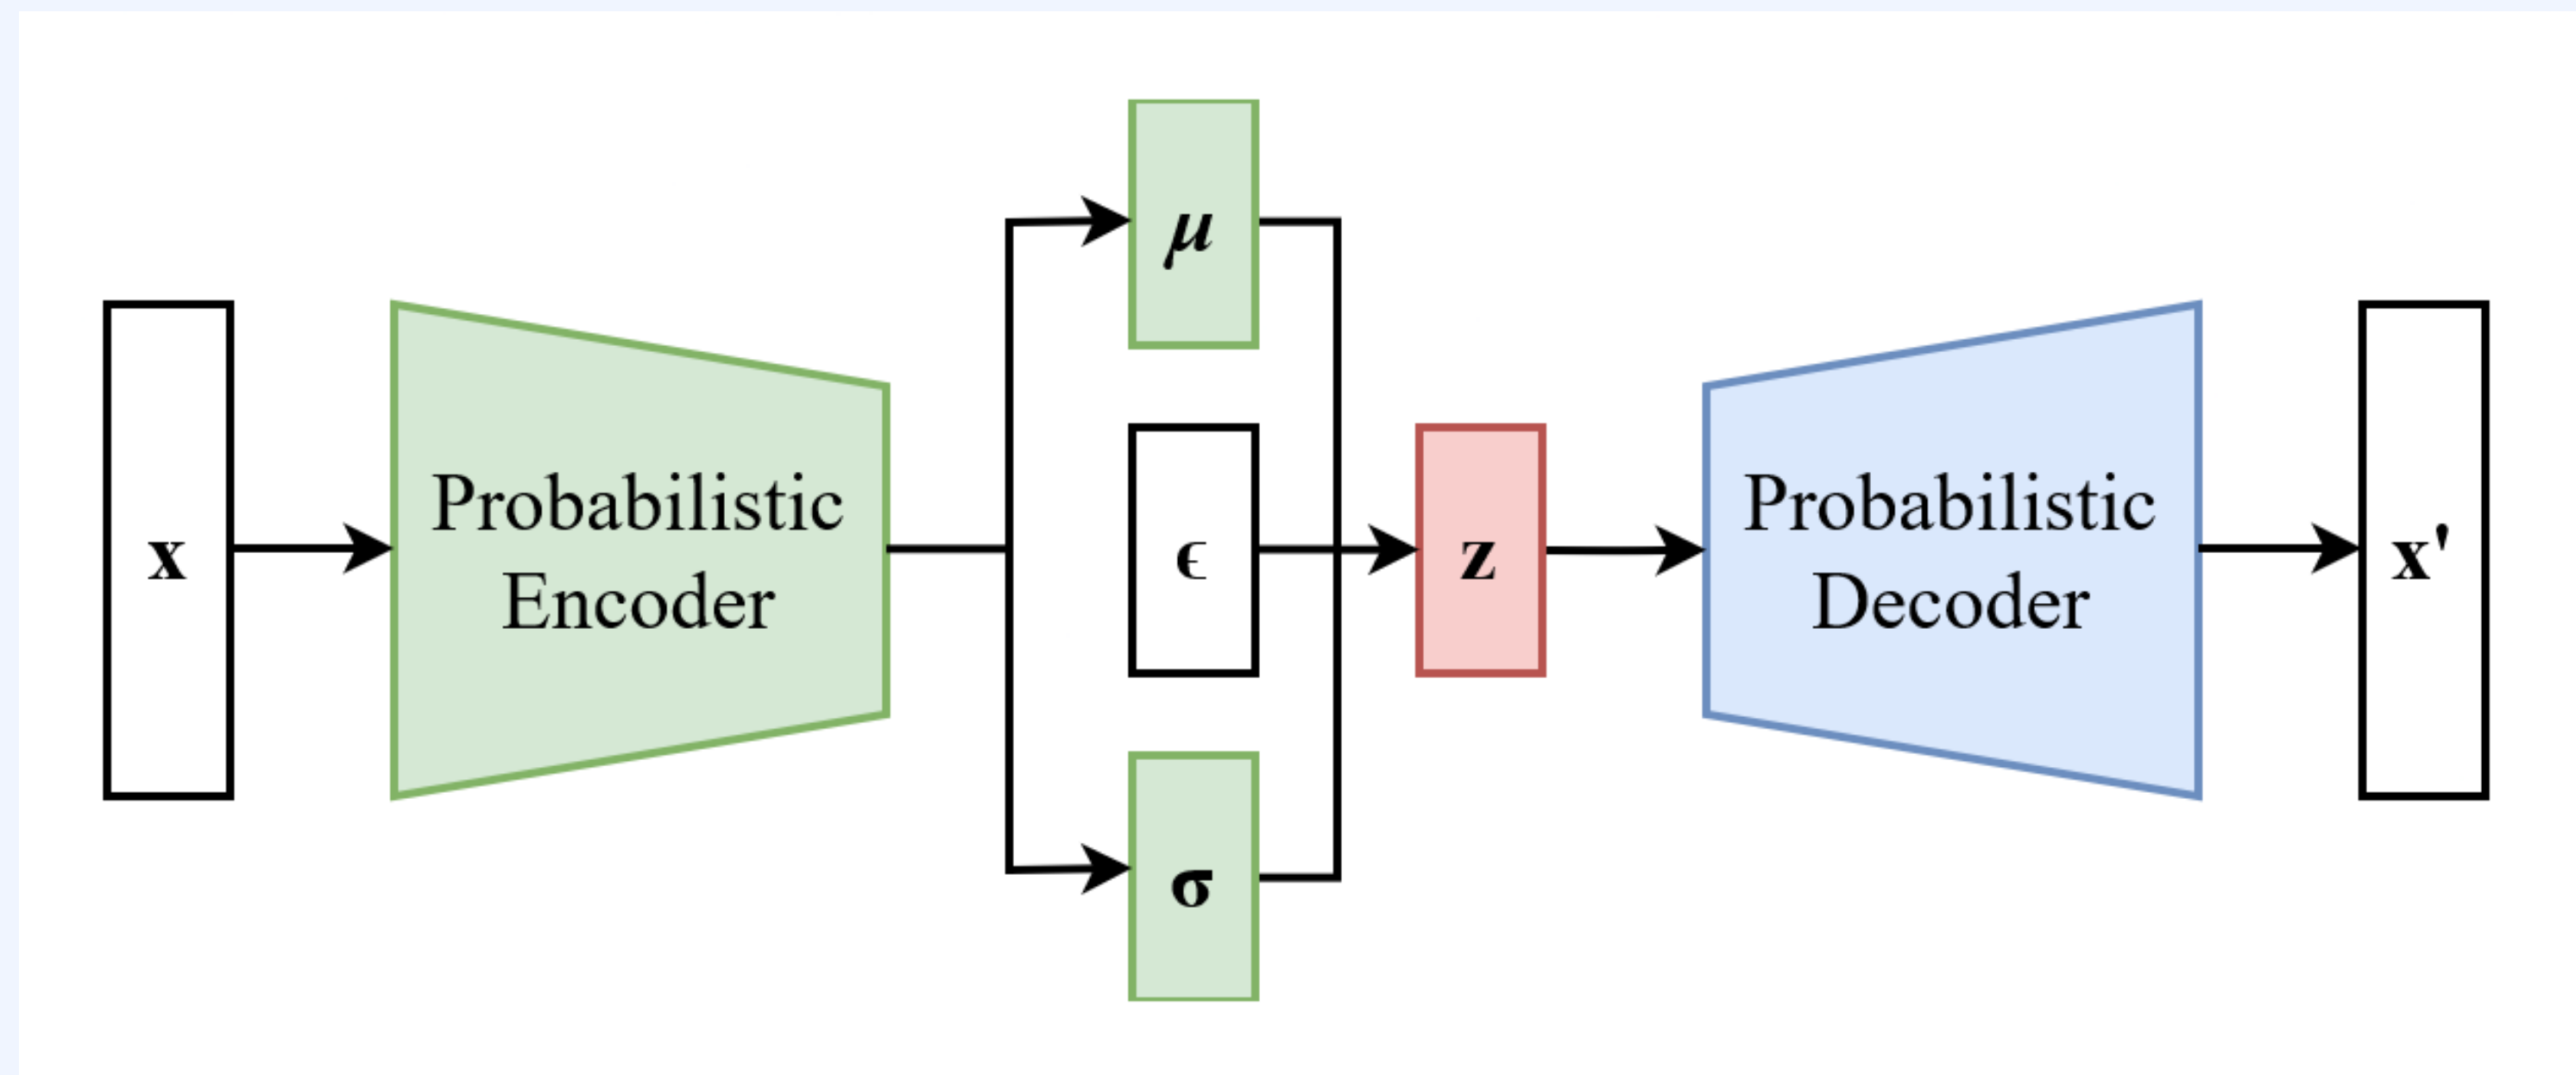 x
Probabilistic
Encoder
μ
ϵ
σ
z
Probabilistic
Decoder
x'